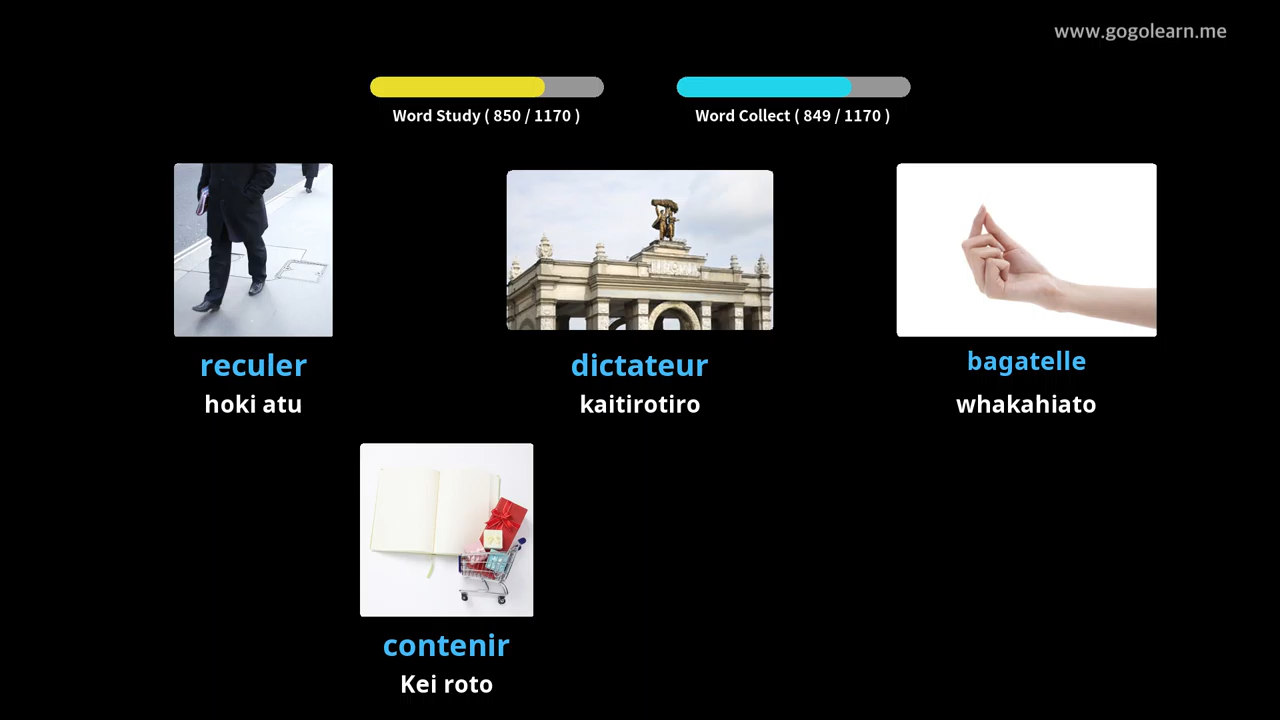 www.gogolearn.me
Word Study ( 850 / 1170 )
Word Collect ( 849 / 1170 )
reculer
hoki atu
dictateur
kaitirotiro
bagatelle
whakahiato
contenir
Kei roto